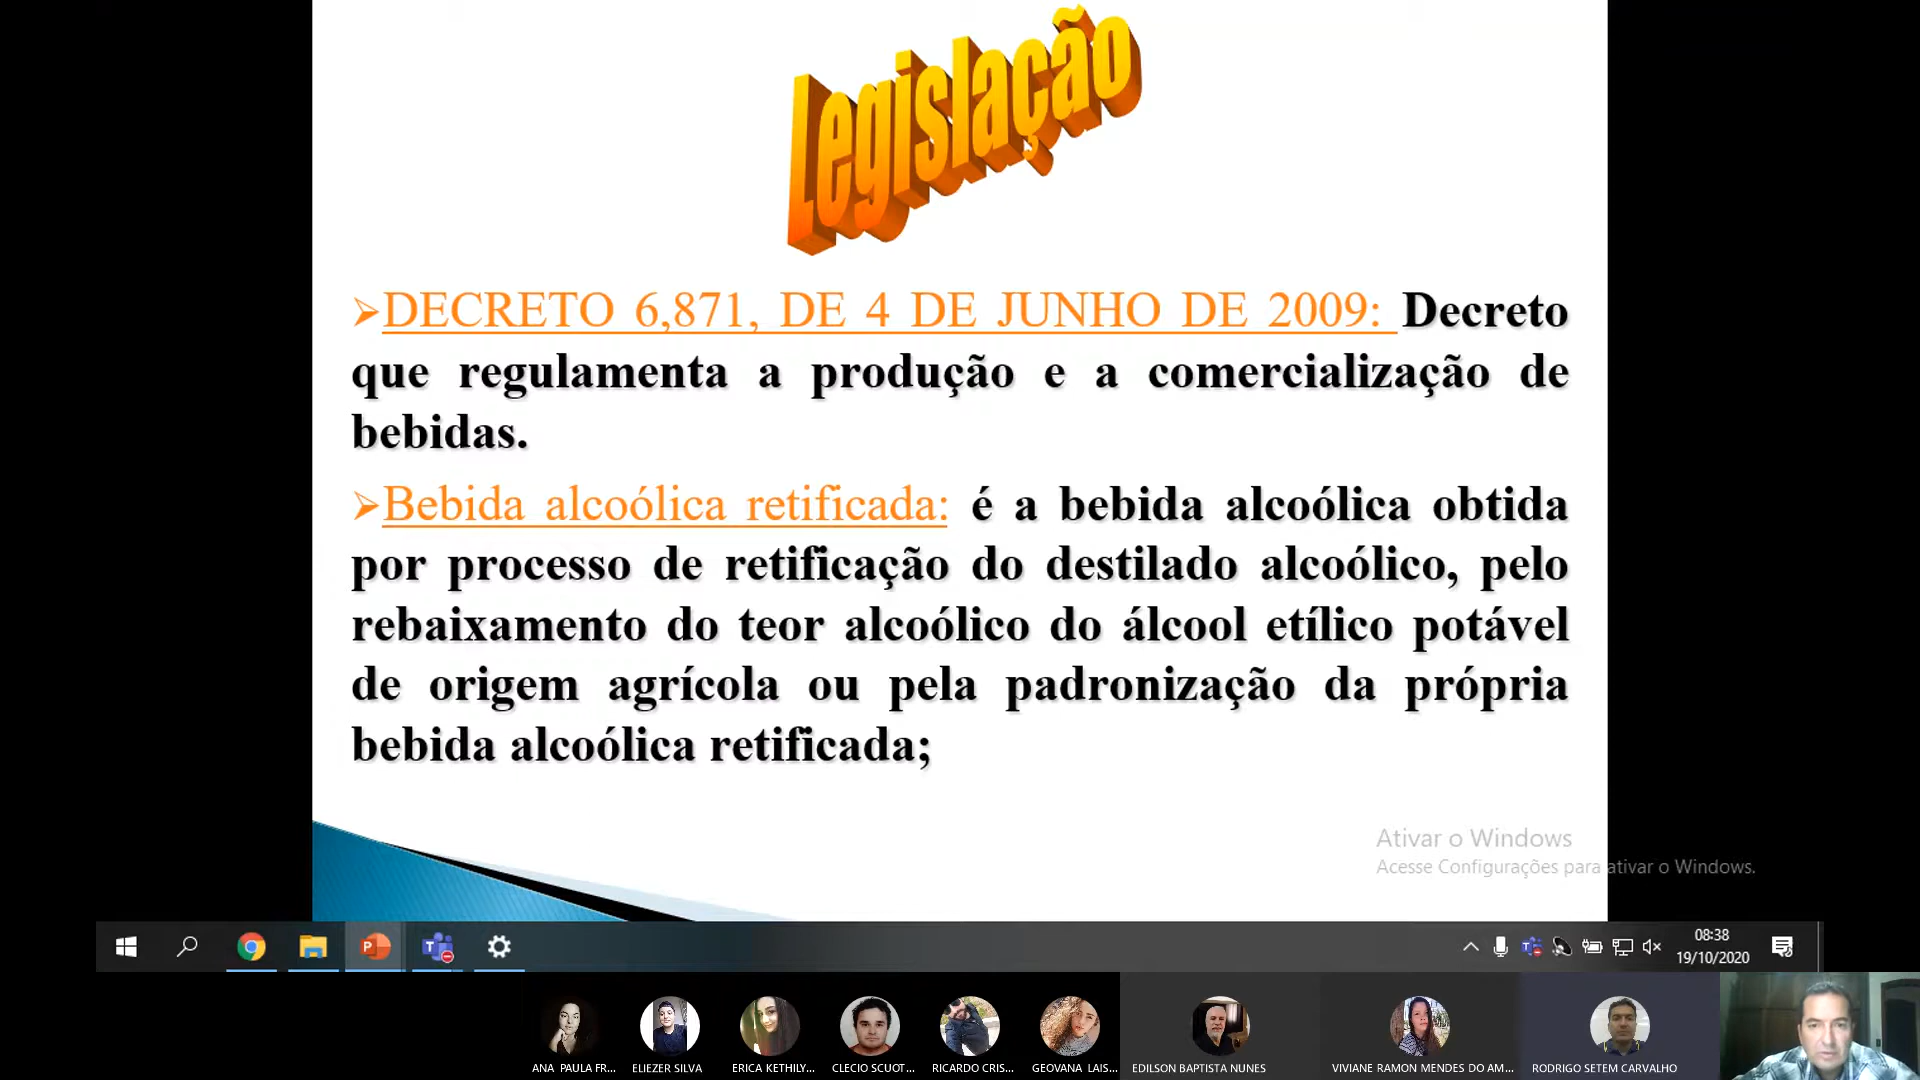 Legislação
➢DECRETO 6,871, DE 4 DE JUNHO DE 2009: Decreto
que regulamenta a produção e a comercialização de
bebidas.
➢Bebida alcoólica retificada: é a bebida alcoólica obtida
por processo de retificação do destilado alcoólico, pelo
rebaixamento do teor alcoólico do álcool etílico potável
de origem agrícola ou pela padronização da própria
bebida alcoólica retificada;
Ativar o Windows
Acesse Configurações para ativar o Windows.
08:38
19/10/2020
ANA PAULA FR...
ELIEZER SILVA
ERICA KETHILY...
CLECIO SCUOT...
RICARDO CRIS...
GEOVANA LAIS...
EDILSON BAPTISTA NUNES
VIVIANE RAMON MENDES DO AM...
RODRIGO SETEM CARVALHO